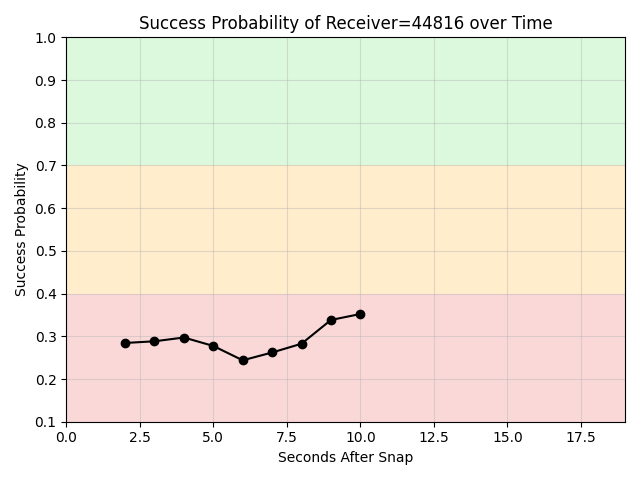 Success Probability of Receiver=44816 over Time
1.0
0.9
0.8
0.7
0.6
0.5
0.4
0.3
0.2
0.1
Success Probability
0.0 2.5 5.0 7.5 10.0 12.5 15.0 17.5
Seconds After Snap